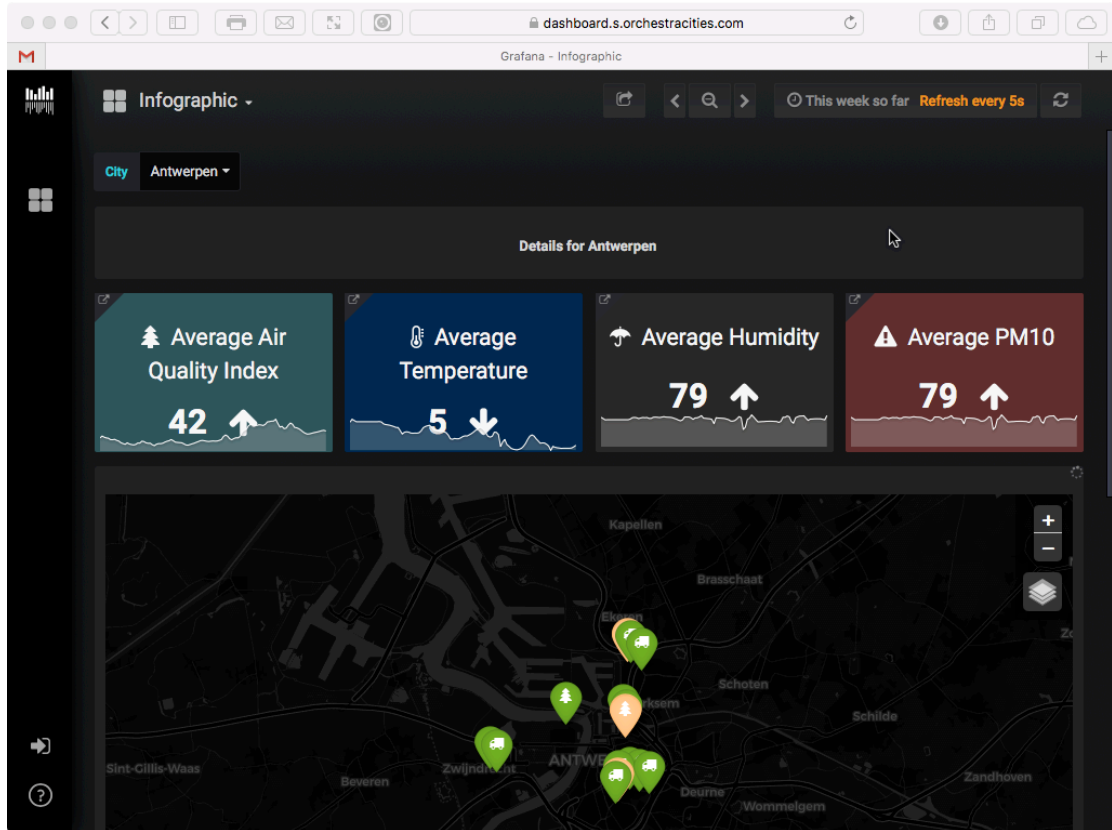 dashboard.s.orchestracities.com
Grafana - Infographic
Infographic
This week so far Refresh every 5s
City Antwerpen
Details for Antwerpen
Average Air
Quality Index
42
Average
Temperature
5
Average Humidity
79
Average PM10
79
Kapellen
Brasschaat
Ekeren
Schoten
rksem
Schilde
ANTWE
Sint-Gillis-Waas
Beveren
Zwijndrecht
Deurne
Zandhoven
Wommelgem